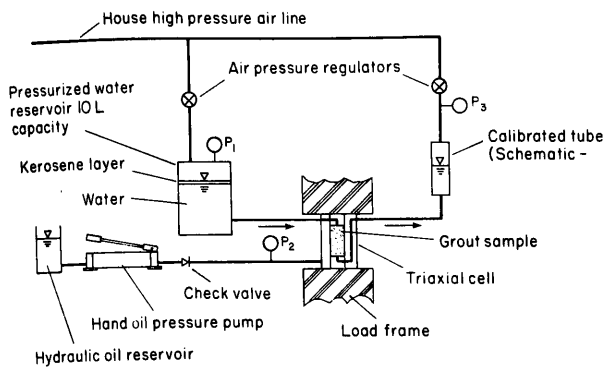 House high pressure air line
Air pressure regulators
Pressurized water
reservoir 10 L
capacity
P1
P3
Calibrated tube
(Schematic -
Kerosene layer
Water
P2
Grout sample
Triaxial cell
Check valve
Hand oil pressure pump
Load frame
Hydraulic oil reservoir